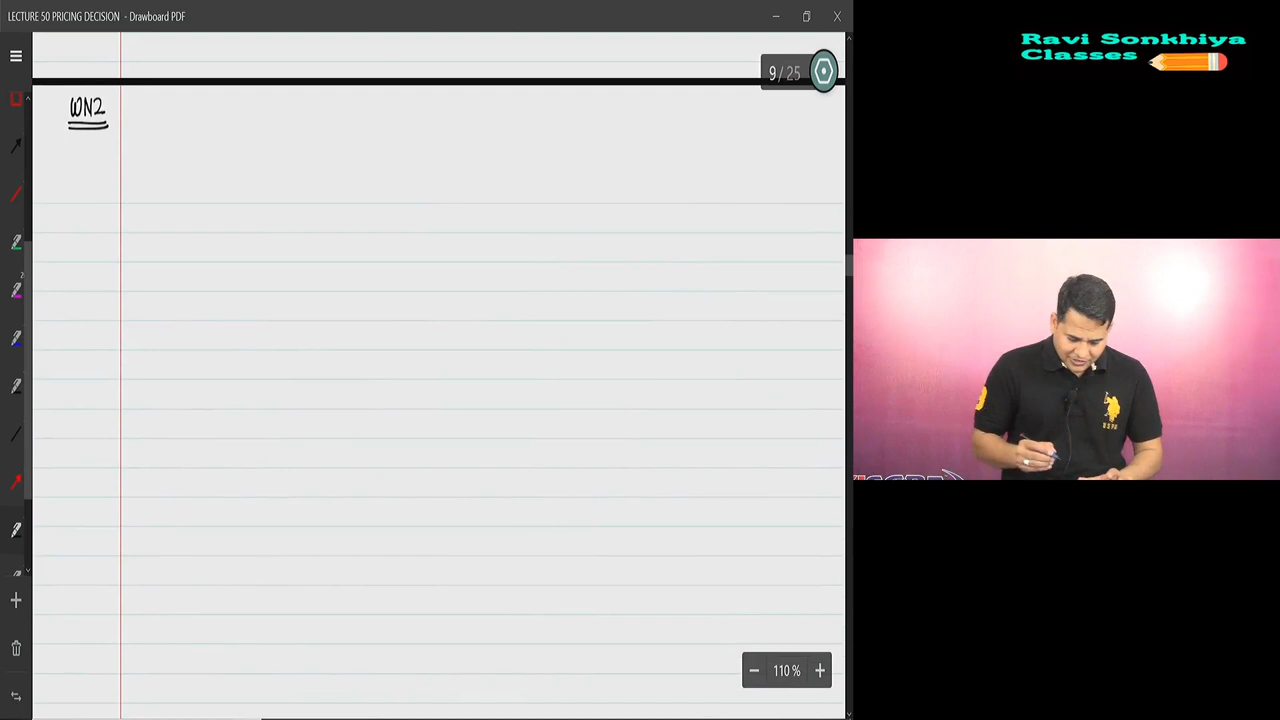 LECTURE 50 PRICING DECISION - Drawboard PDF
Ravi Sonkhiya
Classes
9 / 25
WN2
U S P A
110 %